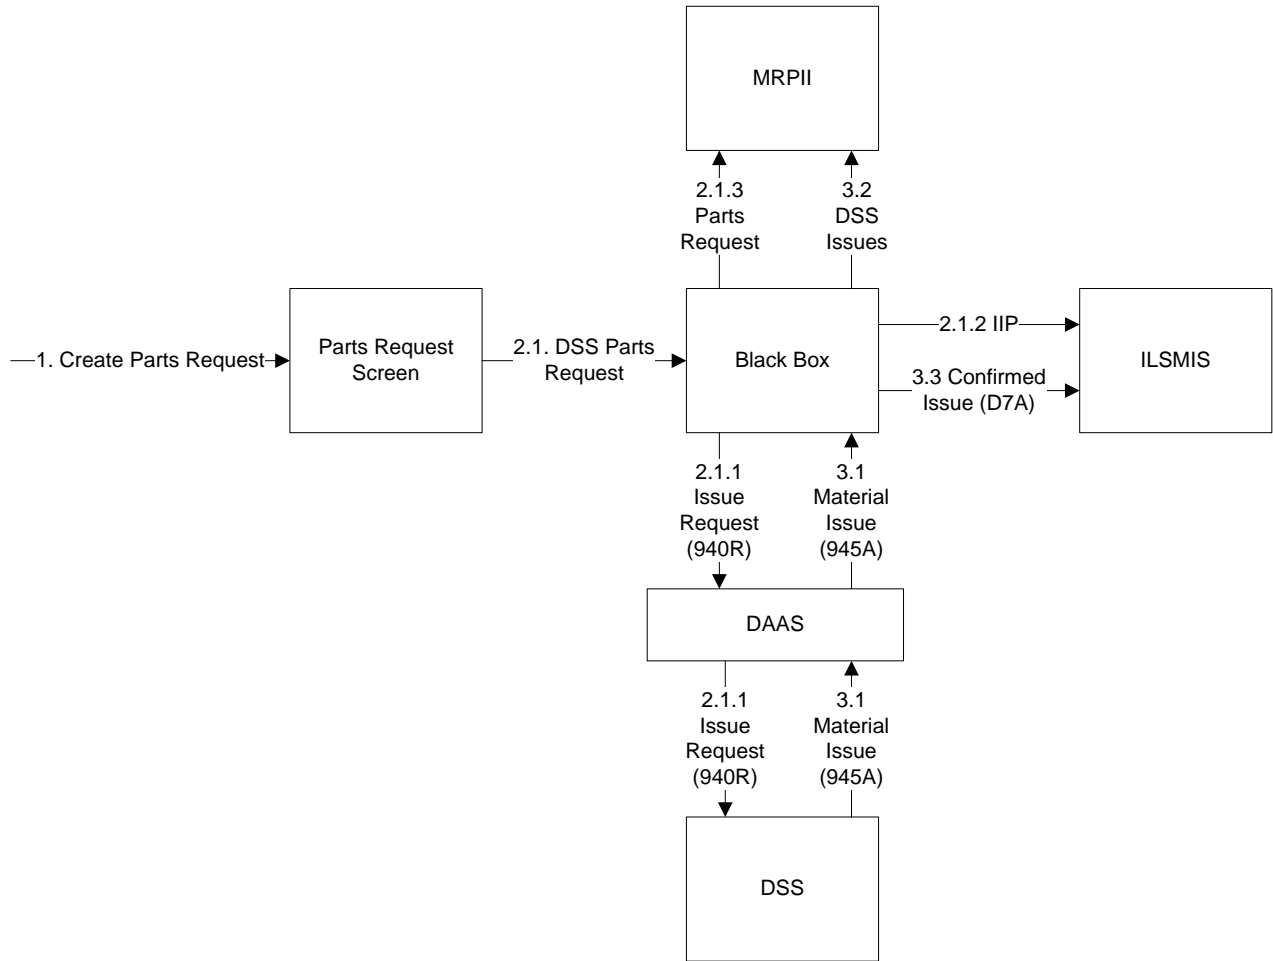 MRPII
2.1.3
Parts
Request
3.2
DSS
Issues
1. Create Parts Request
Parts Request
Screen
2.1. DSS Parts
Request
Black Box
2.1.2 IIP
3.3 Confirmed
Issue (D7A)
ILSMIS
2.1.1
Issue
Request
(940R)
3.1
Material
Issue
(945A)
DAAS
2.1.1
Issue
Request
(940R)
3.1
Material
Issue
(945A)
DSS